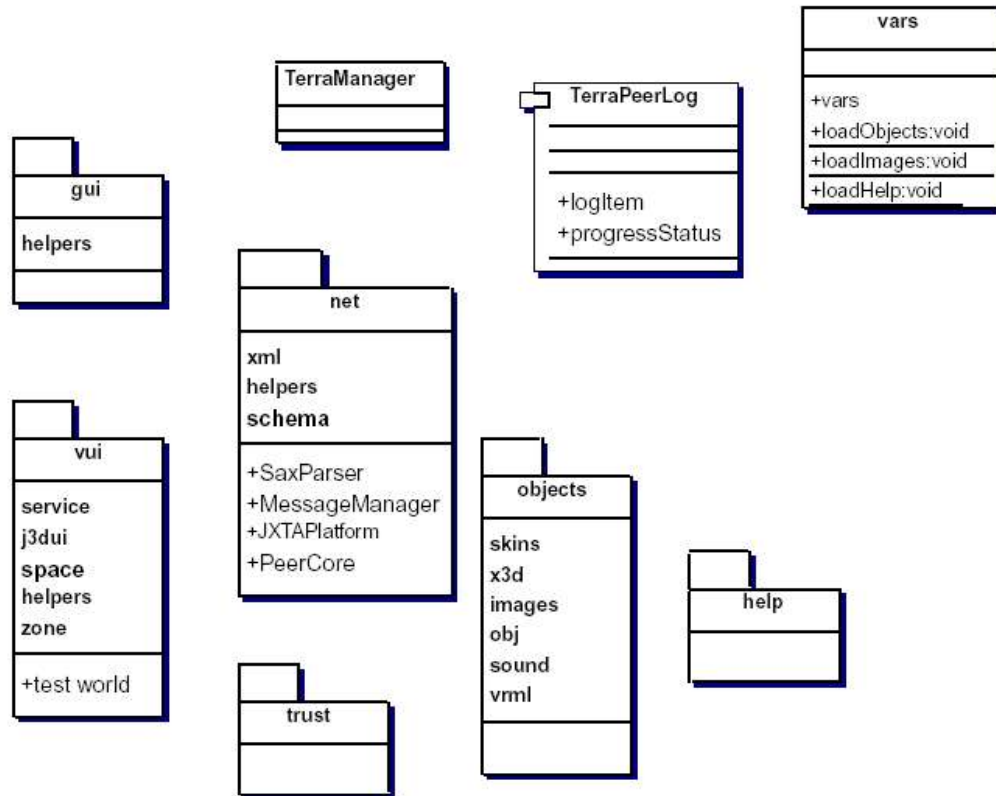 vars
+vars
+loadObjects:void
+loadImages:void
+loadHelp:void
TerraManager
TerraPeerLog
+logItem
+progressStatus
gui
helpers
net
xml
helpers
schema
+SaxParser
+MessageManager
+JXTAPlatform
+PeerCore
vui
service
j3dui
space
helpers
zone
+test world
objects
skins
x3d
images
obj
sound
vrml
help
trust